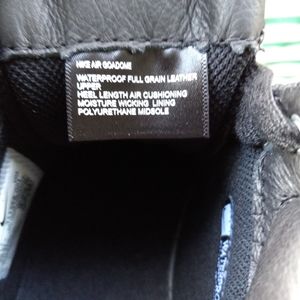 NIKE AIR GOADOME
WATERPROOF FULL GRAIN LEATHER
UPPER
HEEL LENGTH AIR CUSHIONING
MOISTURE WICKING LINING
POLYURETHANE MIDSOLE